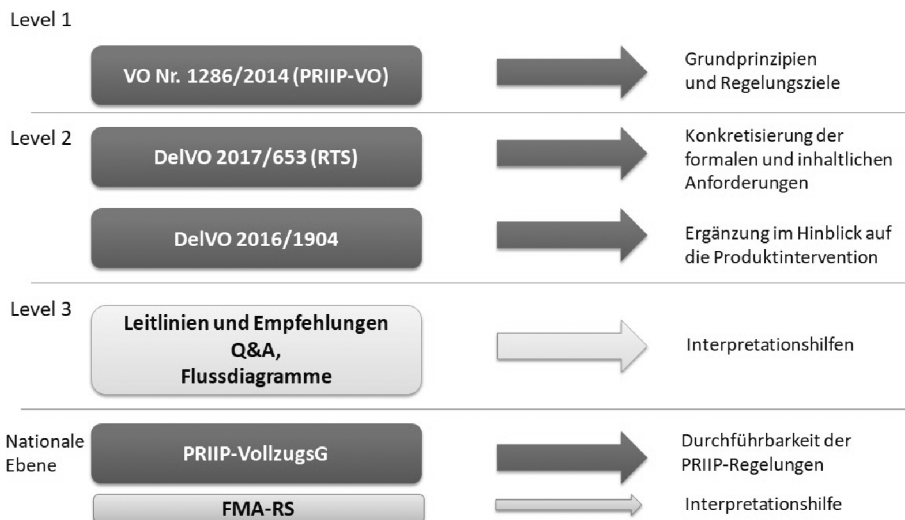 Level 1
VO Nr. 1286/2014 (PRIIP-VO)
Grundprinzipien
und Regelungsziele
Level 2
DelVO 2017/653 (RTS)
Konkretisierung der
formalen und inhaltlichen
Anforderungen
DelVO 2016/1904
Ergänzung im Hinblick auf
die Produktintervention
Level 3
Leitlinien und Empfehlungen
Q&A,
Flussdiagramme
Interpretationshilfen
Nationale
Ebene
PRIIP-VollzugsG
Durchführbarkeit der
PRIIP-Regelungen
FMA-RS
Interpretationshilfe